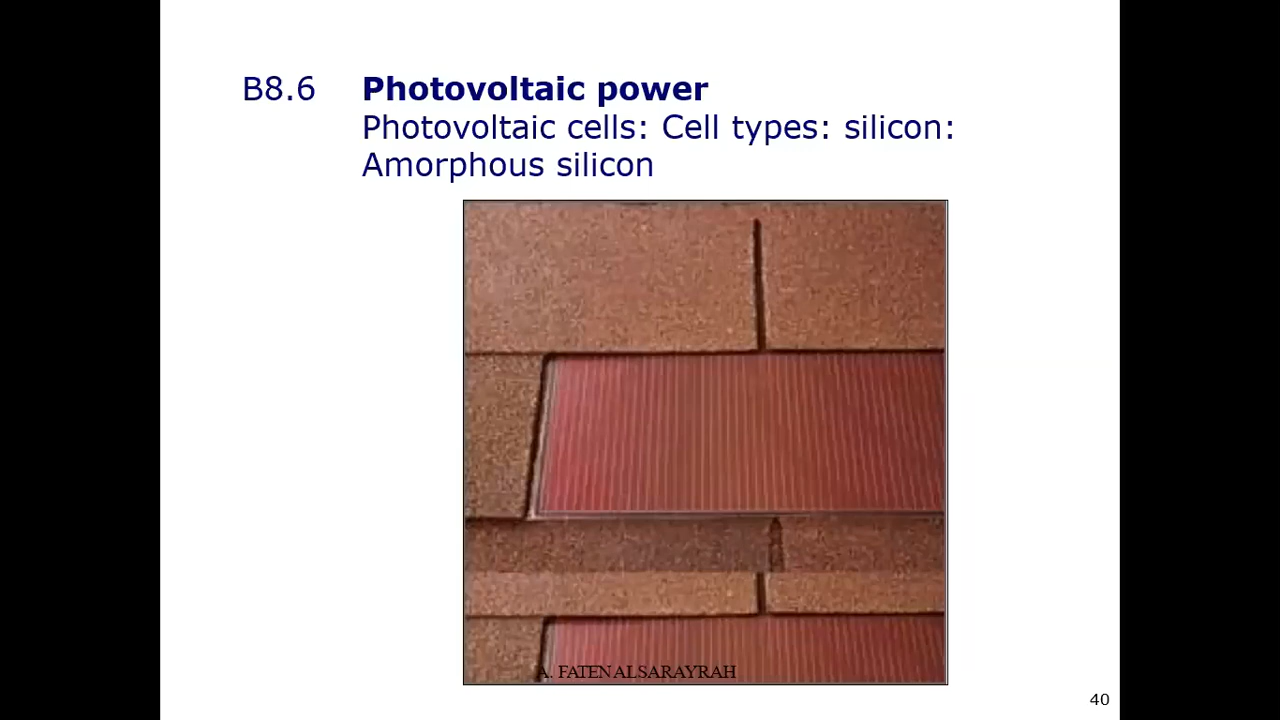 B8.6 Photovoltaic power
Photovoltaic cells: Cell types: silicon:
Amorphous silicon
A. FATEN ALSARAYRAH
40